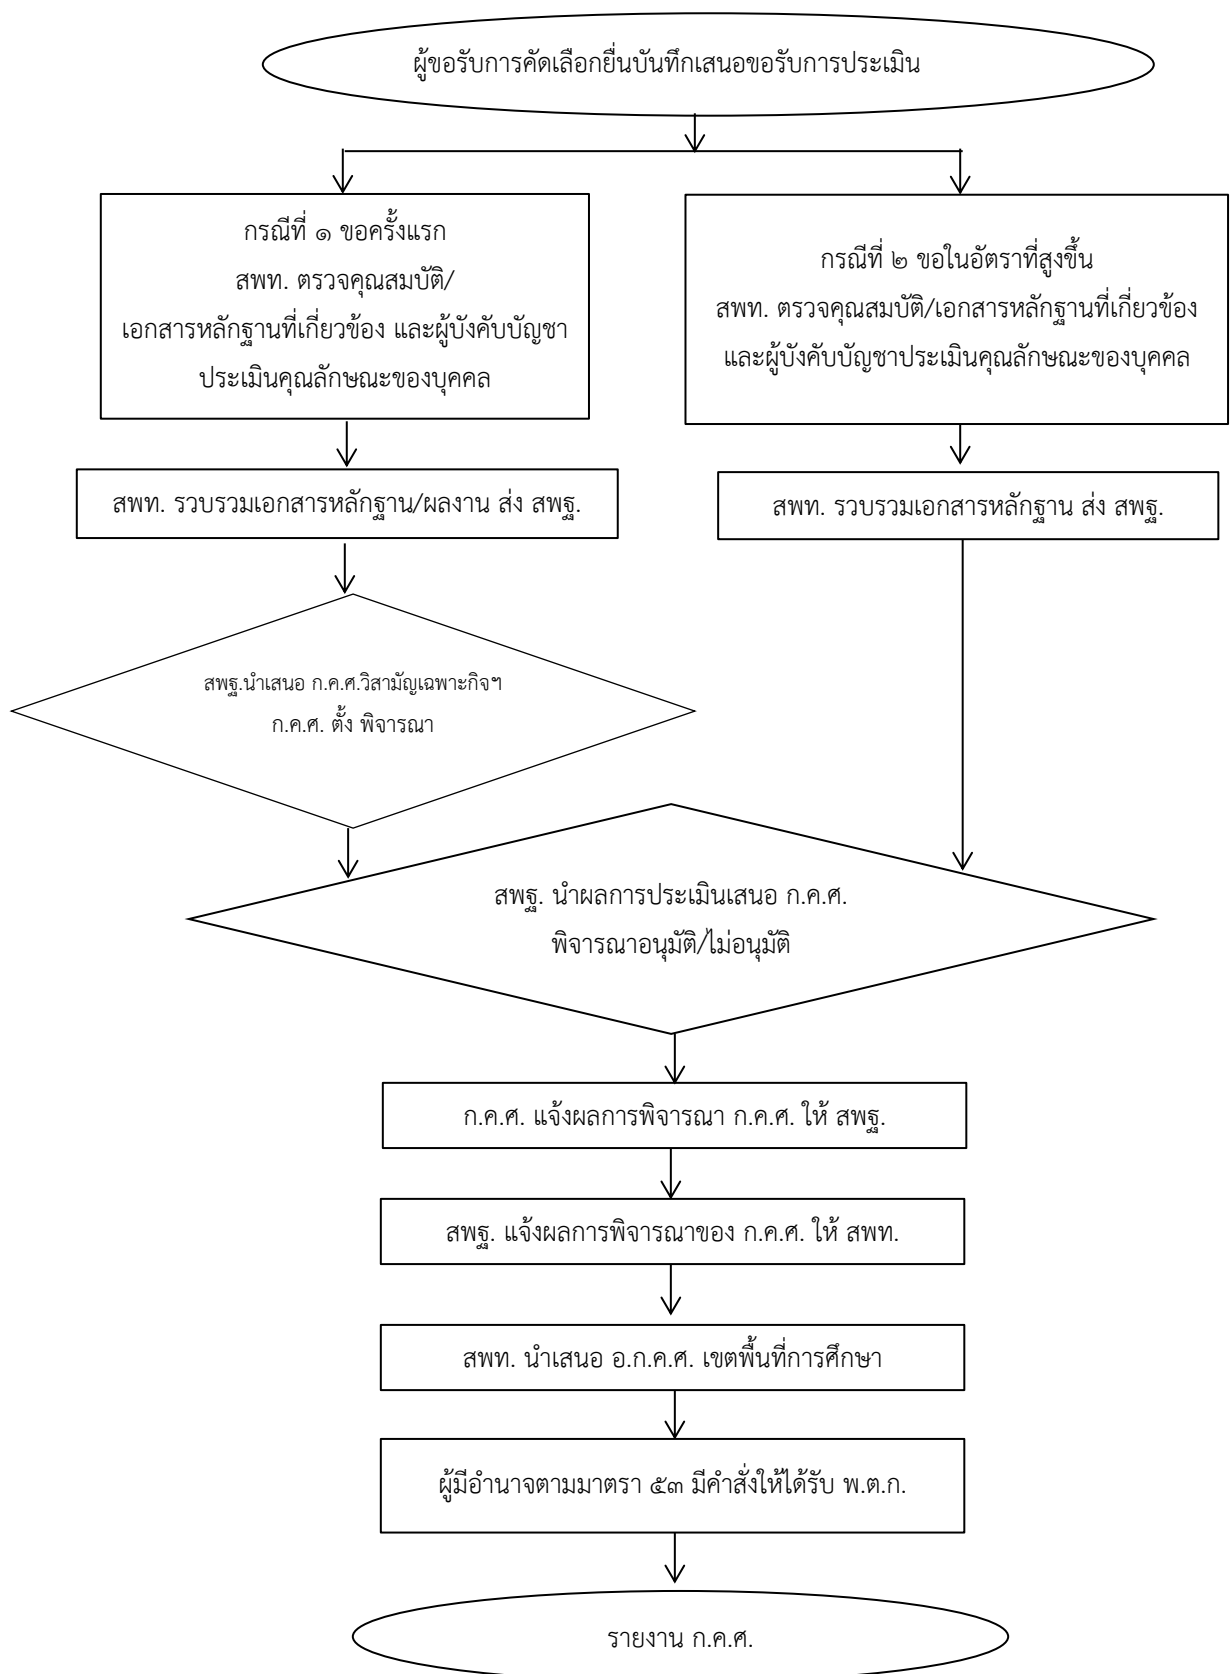 ผู้ขอรับการคัดเลือกยื่นบันทึกเสนอขอรับการประเมิน
กรณีที่ ๑ ขอครั้งแรก
สพท. ตรวจคุณสมบัติ/
เอกสารหลักฐานที่เกี่ยวข้อง และผู้บังคับบัญชา
ประเมินคุณลักษณะของบุคคล
กรณีที่ ๒ ขอในอัตราที่สูงขึ้น
สพท. ตรวจคุณสมบัติ/เอกสารหลักฐานที่เกี่ยวข้อง
และผู้บังคับบัญชาประเมินคุณลักษณะของบุคคล
สพท. รวบรวมเอกสารหลักฐาน/ผลงาน ส่ง สพฐ.
สพท. รวบรวมเอกสารหลักฐาน ส่ง สพฐ.
สพฐ.นำเสนอ ก.ค.ศ.วิสามัญเฉพาะกิจฯ
ก.ค.ศ. ตั้ง พิจารณา
สพฐ. นำผลการประเมินเสนอ ก.ค.ศ.
พิจารณาอนุมัติ/ไม่อนุมัติ
ก.ค.ศ. แจ้งผลการพิจารณา ก.ค.ศ. ให้ สพฐ.
สพฐ. แจ้งผลการพิจารณาของ ก.ค.ศ. ให้ สพท.
สพท. นำเสนอ อ.ก.ค.ศ. เขตพื้นที่การศึกษา
ผู้มีอำนาจตามมาตรา ๕๓ มีคำสั่งให้ได้รับ พ.ต.ก.
รายงาน ก.ค.ศ.